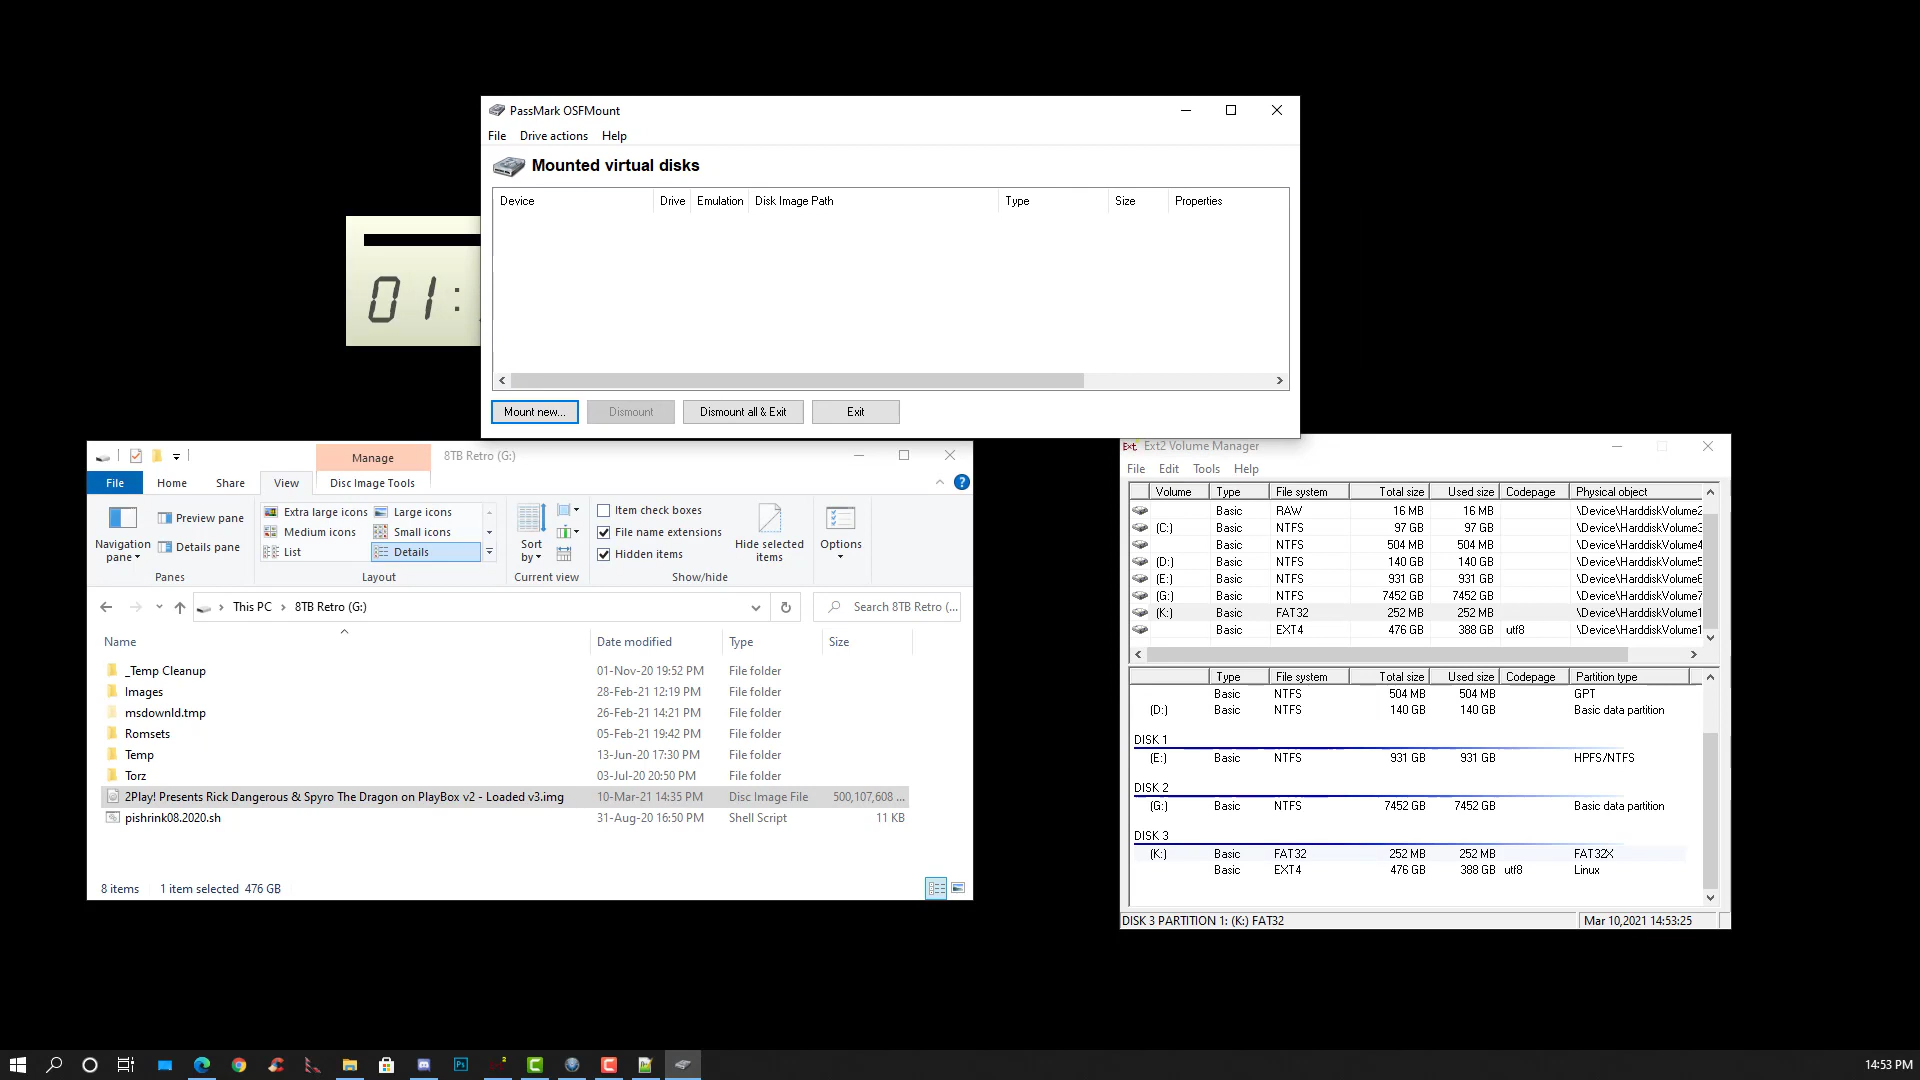 PassMark OSFMount
File Drive actions Help
Mounted virtual disks
Device Drive Emulation Disk Image Path Type Size Properties
01:
Mount new... Dismount Dismount all & Exit Exit
Manage 8TB Retro (G:)
File Home Share View Disc Image Tools
Navigation pane
Preview pane
Details pane
Panes
Extra large icons Large icons
Medium icons Small icons
List Details
Layout
Sort by
Current view
Item check boxes
File name extensions
Hidden items
Hide selected items
Show/hide
Options
This PC 8TB Retro (G:)
Search 8TB Retro (...
Name Date modified Type Size
_Temp Cleanup 01-Nov-20 19:52 PM File folder
Images 28-Feb-21 12:19 PM File folder
msdownld.tmp 26-Feb-21 14:21 PM File folder
Romsets 05-Feb-21 19:42 PM File folder
Temp 13-Jun-20 17:30 PM File folder
Torz 03-Jul-20 20:50 PM File folder
2Play! Presents Rick Dangerous & Spyro The Dragon on PlayBox v2 - Loaded v3.img 10-Mar-21 14:35 PM Disc Image File 500,107,608 ...
pishrink08.2020.sh 31-Aug-20 16:50 PM Shell Script 11 KB
8 items 1 item selected 476 GB
Ext2 Volume Manager
File Edit Tools Help
Volume Type File system Total size Used size Codepage Physical object
Basic RAW 16 MB 16 MB \Device\HarddiskVolume2
(C:) Basic NTFS 97 GB 97 GB \Device\HarddiskVolume3
Basic NTFS 504 MB 504 MB \Device\HarddiskVolume4
(D:) Basic NTFS 140 GB 140 GB \Device\HarddiskVolume5
(E:) Basic NTFS 931 GB 931 GB \Device\HarddiskVolume6
(G:) Basic NTFS 7452 GB 7452 GB \Device\HarddiskVolume7
(K:) Basic FAT32 252 MB 252 MB \Device\HarddiskVolume1
Basic EXT4 476 GB 388 GB utf8 \Device\HarddiskVolume1
Type File system Total size Used size Codepage Partition type
Basic NTFS 504 MB 504 MB GPT
(D:) Basic NTFS 140 GB 140 GB Basic data partition
DISK 1
(E:) Basic NTFS 931 GB 931 GB HPFS/NTFS
DISK 2
(G:) Basic NTFS 7452 GB 7452 GB Basic data partition
DISK 3
(K:) Basic FAT32 252 MB 252 MB FAT32X
Basic EXT4 476 GB 388 GB utf8 Linux
DISK 3 PARTITION 1: (K:) FAT32 Mar 10,2021 14:53:25
14:53 PM